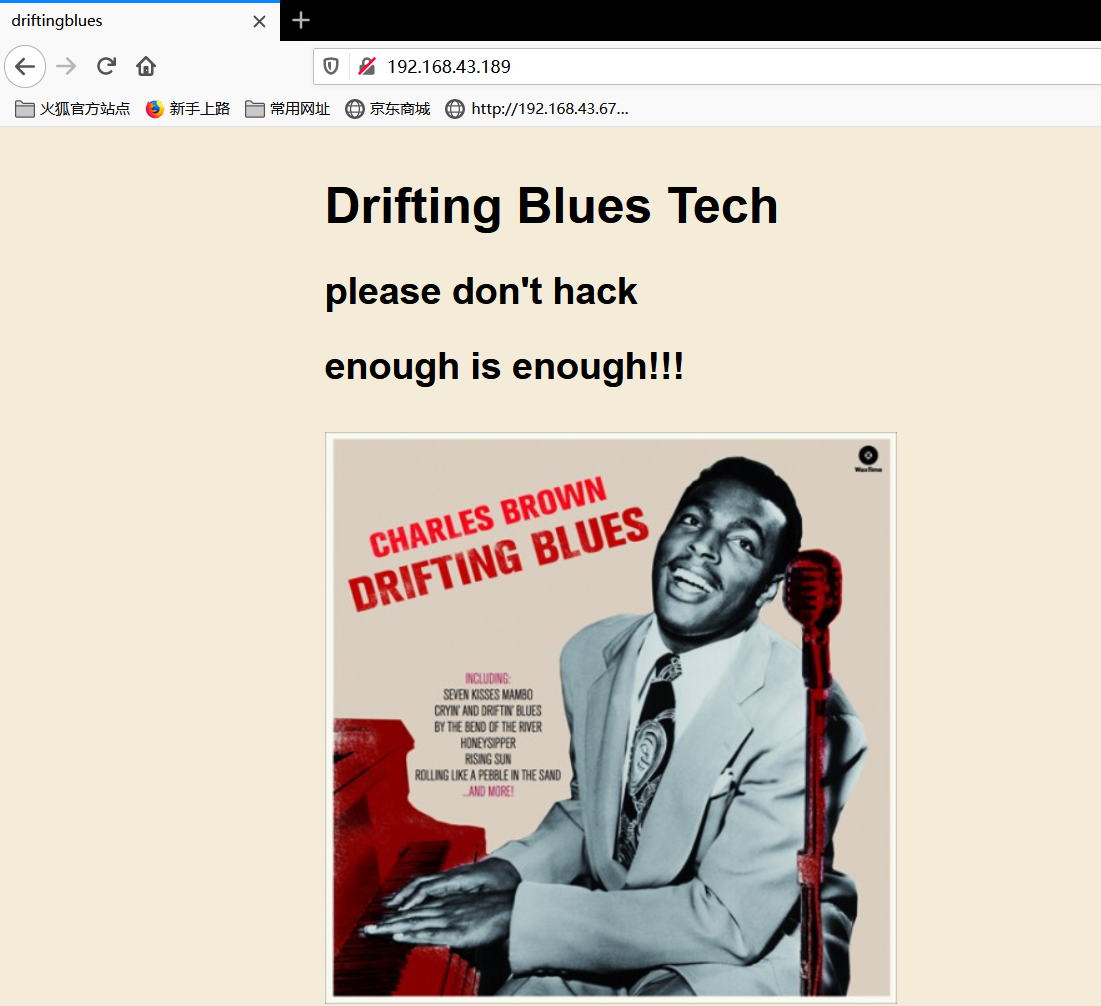 driftingblues
192.168.43.189
火狐官方站点 新手上路 常用网址 京东商城 http://192.168.43.67...
Drifting Blues Tech
please don't hack
enough is enough!!!
WaxTime
CHARLES BROWN
DRIFTING BLUES
INCLUDING:
SEVEN KISSES MAMBO
CRYIN' AND DRIFTIN' BLUES
BY THE BEND OF THE RIVER
HONEYSIPPER
RISING SUN
ROLLING LIKE A PEBBLE IN THE SAND
...AND MORE!